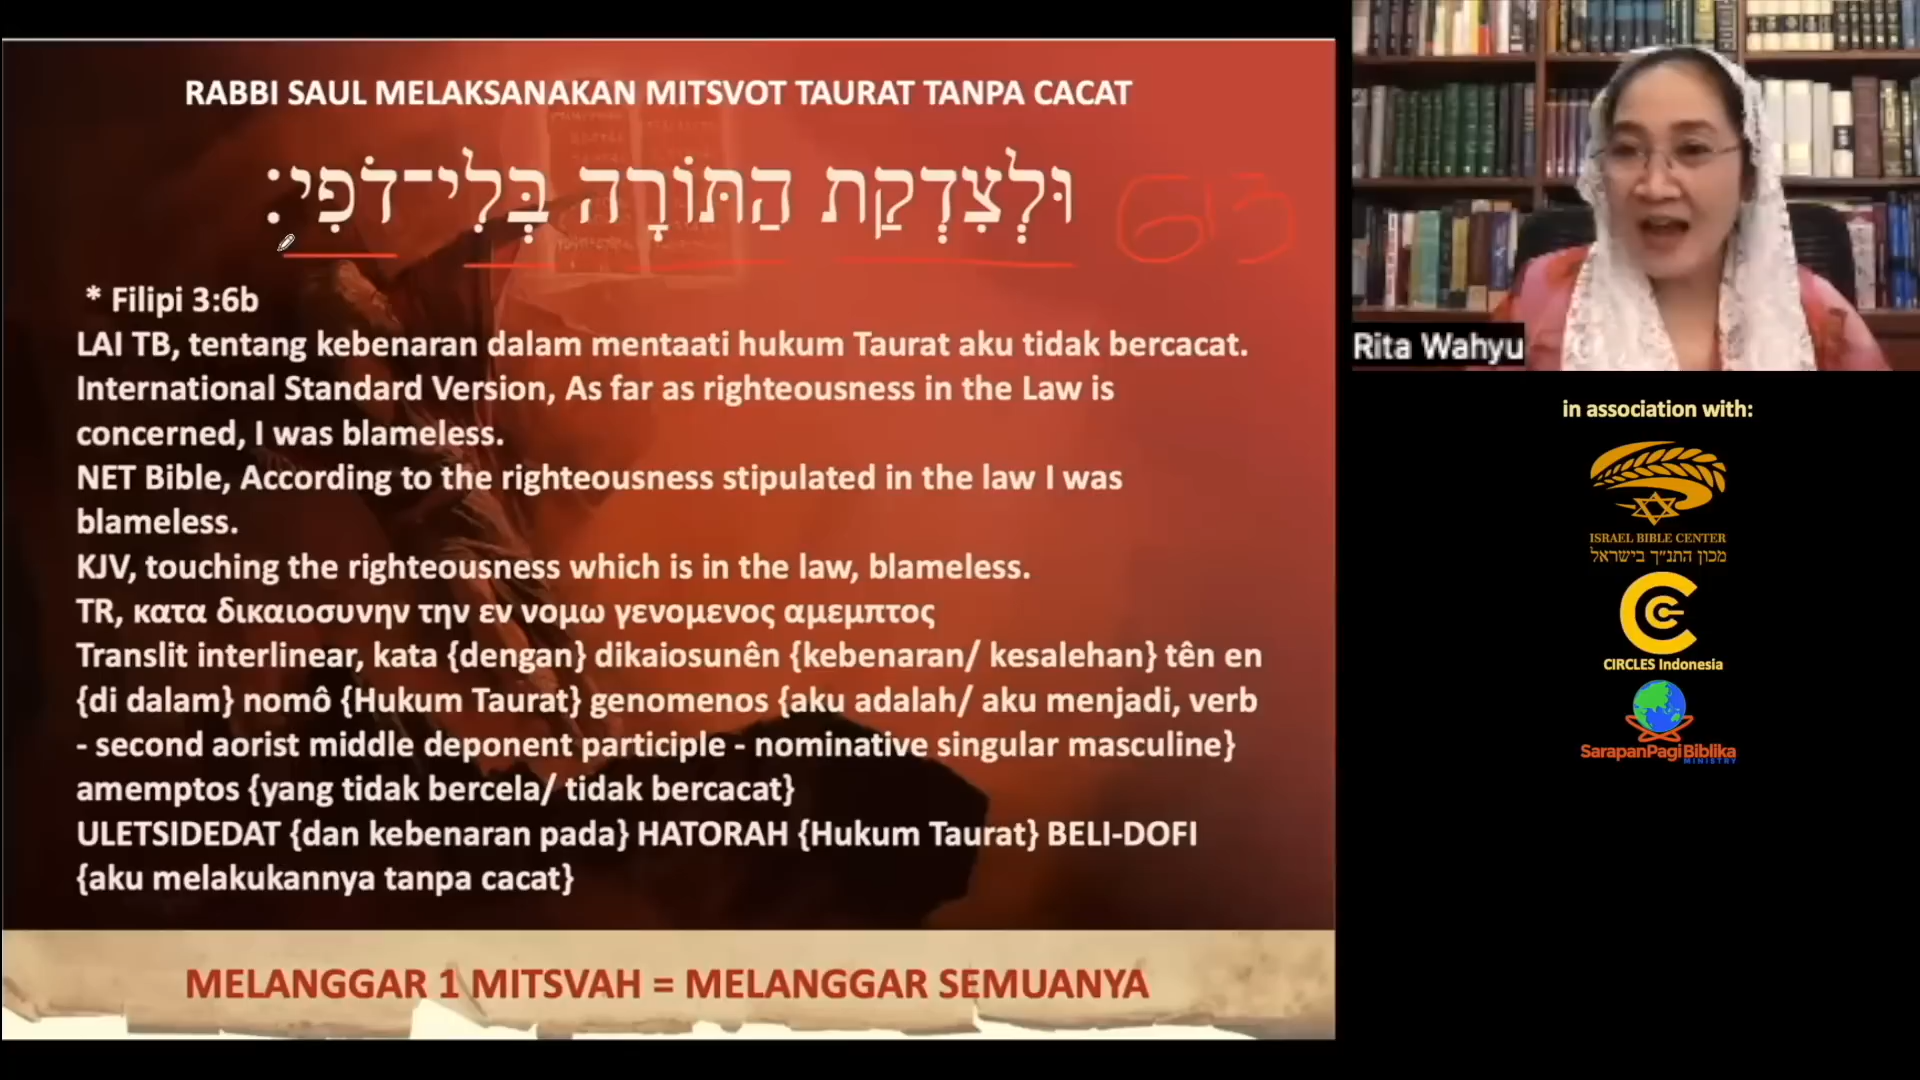 RABBI SAUL MELAKSANAKAN MITSVOT TAURAT TANPA CACAT
וּלְצִדְקַת הַתּוֹרָה בְּלִי־דֹפִי׃
613
* Filipi 3:6b
LAI TB, tentang kebenaran dalam mentaati hukum Taurat aku tidak bercacat.
International Standard Version, As far as righteousness in the Law is
concerned, I was blameless.
NET Bible, According to the righteousness stipulated in the law I was
blameless.
KJV, touching the righteousness which is in the law, blameless.
TR, κατα δικαιοσυνην την εν νομω γενομενος αμεμπτος
Translit interlinear, kata {dengan} dikaiosunên {kebenaran/ kesalehan} tên en
{di dalam} nomô {Hukum Taurat} genomenos {aku adalah/ aku menjadi, verb
- second aorist middle deponent participle - nominative singular masculine}
amemptos {yang tidak bercela/ tidak bercacat}
ULETSIDEDAT {dan kebenaran pada} HATORAH {Hukum Taurat} BELI-DOFI
{aku melakukannya tanpa cacat}
MELANGGAR 1 MITSVAH = MELANGGAR SEMUANYA
Rita Wahyu
in association with:
ISRAEL BIBLE CENTER
מכון התנ״ך בישראל
CIRCLES Indonesia
SarapanPagi Biblika
MINISTRY